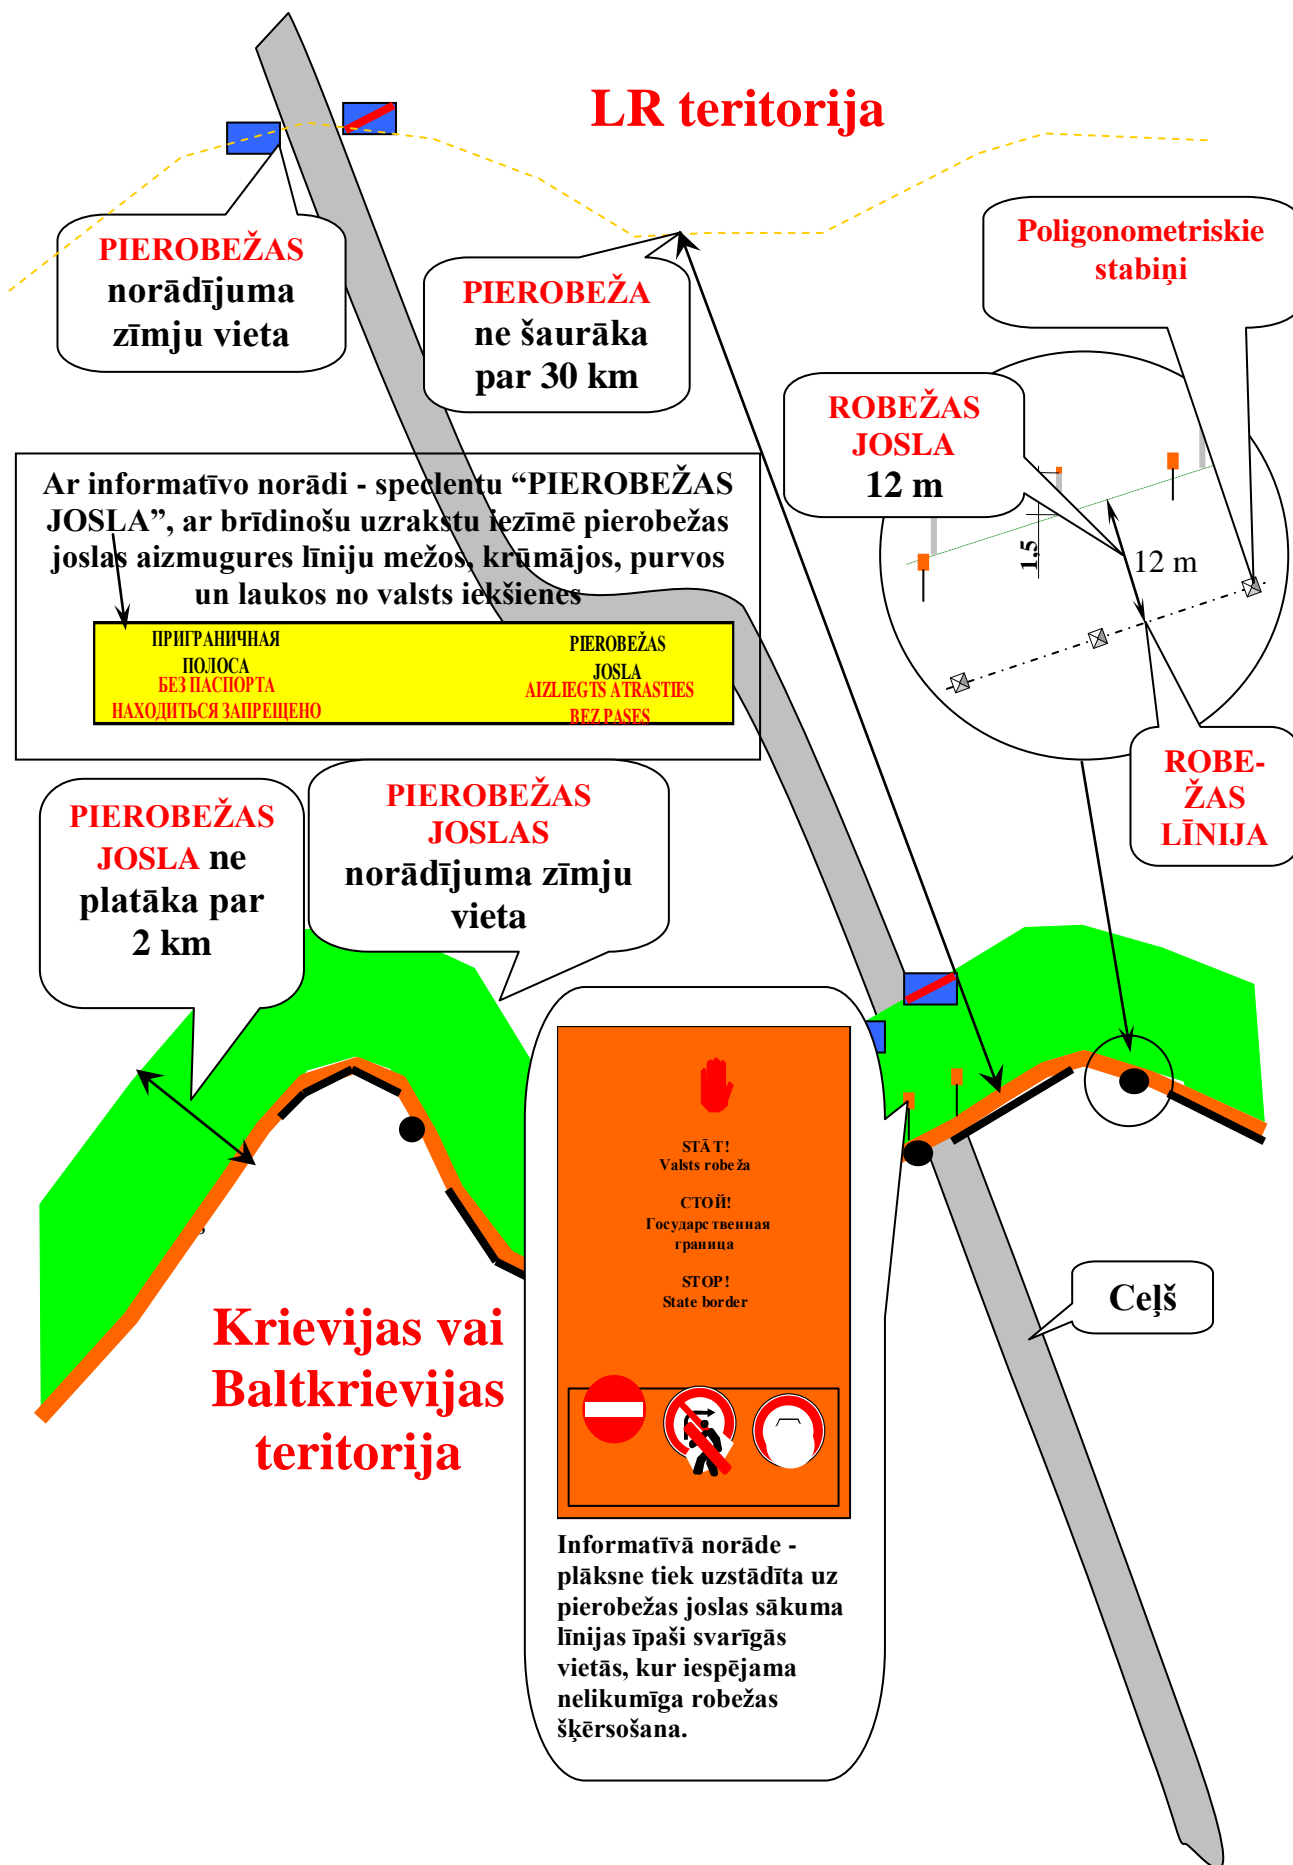 LR teritorija
PIEROBEŽAS
norādījuma
zīmju vieta
PIEROBEŽA
ne šaurāka
par 30 km
Poligonometriskie
stabiņi
ROBEŽAS
JOSLA
12 m
1,5
12 m
ROBE-
ŽAS
LĪNIJA
Ar informatīvo norādi - speclentu “PIEROBEŽAS
JOSLA”, ar brīdinošu uzrakstu iezīmē pierobežas
joslas aizmugures līniju mežos, krūmājos, purvos
un laukos no valsts iekšienes
ПРИГРАНИЧНАЯ
ПОЛОСА
БЕЗ ПАСПОРТА
НАХОДИТЬСЯ ЗАПРЕЩЕНО
PIEROBEŽAS
JOSLA
AIZLIEGTS ATRASTIES
BEZ PASES
PIEROBEŽAS
JOSLA ne
platāka par
2 km
PIEROBEŽAS
JOSLAS
norādījuma zīmju
vieta
STĀT!
Valsts robeža
СТОЙ!
Государственная
граница
STOP!
State border
Krievijas vai
Baltkrievijas
teritorija
Ceļš
Informatīvā norāde -
plāksne tiek uzstādīta uz
pierobežas joslas sākuma
līnijas īpaši svarīgās
vietās, kur iespējama
nelikumīga robežas
šķērsošana.